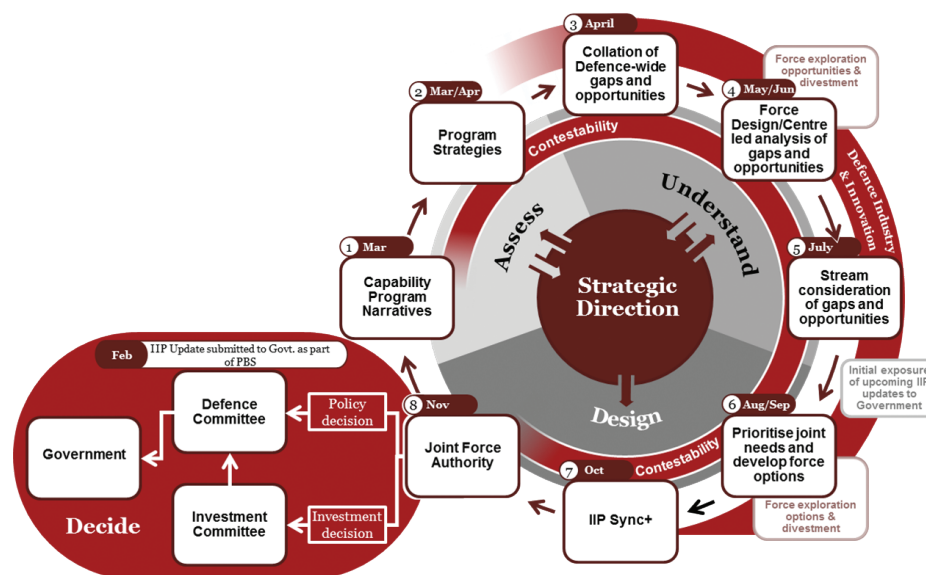 3 April
Collation of
Defence-wide
gaps and
opportunities
Force exploration
opportunities &
divestment
2 Mar/Apr
Program
Strategies
4 May/Jun
Force
Design/Centre
led analysis of
gaps and
opportunities
Contestability
Defence Industry
& Innovation
Assess
Understand
1 Mar
Capability
Program
Narratives
Strategic
Direction
5 July
Stream
consideration
of gaps and
opportunities
Feb
IIP Update submitted to Govt. as part
of PBS
Initial exposure
of upcoming IIP
updates to
Government
Design
8 Nov
Joint Force
Authority
6 Aug/Sep
Prioritise joint
needs and
develop force
options
Defence
Committee
Policy
decision
Government
Contestability
7 Oct
IIP Sync+
Force exploration
options &
divestment
Decide
Investment
Committee
Investment
decision